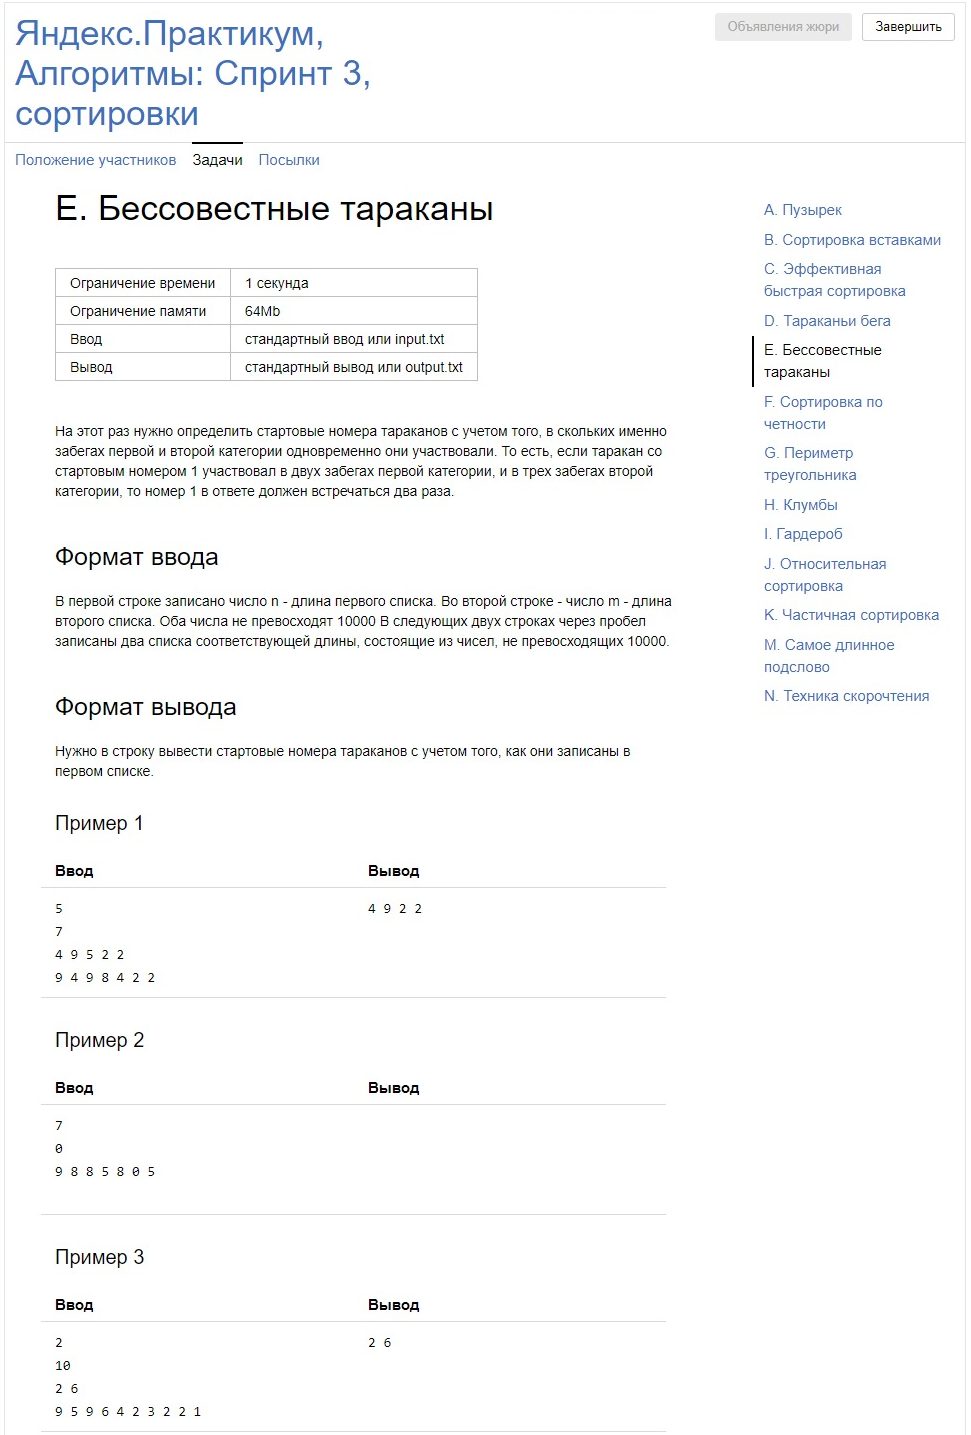 Яндекс.Практикум,
Алгоритмы: Спринт 3,
сортировки
Объявления жюри
Завершить
Положение участников Задачи Посылки
E. Бессовестные тараканы
Ограничение времени 1 секунда
Ограничение памяти 64Mb
Ввод стандартный ввод или input.txt
Вывод стандартный вывод или output.txt
На этот раз нужно определить стартовые номера тараканов с учетом того, в скольких именно
забегах первой и второй категории одновременно они участвовали. То есть, если таракан со
стартовым номером 1 участвовал в двух забегах первой категории, и в трех забегах второй
категории, то номер 1 в ответе должен встречаться два раза.
Формат ввода
В первой строке записано число n - длина первого списка. Во второй строке - число m - длина
второго списка. Оба числа не превосходят 10000 В следующих двух строках через пробел
записаны два списка соответствующей длины, состоящие из чисел, не превосходящих 10000.
Формат вывода
Нужно в строку вывести стартовые номера тараканов с учетом того, как они записаны в
первом списке.
Пример 1
Ввод Вывод
5 4 9 2 2
7
4 9 5 2 2
9 4 9 8 4 2 2
Пример 2
Ввод Вывод
7
0
9 8 8 5 8 0 5
Пример 3
Ввод Вывод
2 2 6
10
2 6
9 5 9 6 4 2 3 2 2 1
A. Пузырек
B. Сортировка вставками
C. Эффективная
быстрая сортировка
D. Тараканьи бега
E. Бессовестные
тараканы
F. Сортировка по
четности
G. Периметр
треугольника
H. Клумбы
I. Гардероб
J. Относительная
сортировка
K. Частичная сортировка
M. Самое длинное
подслово
N. Техника скорочтения